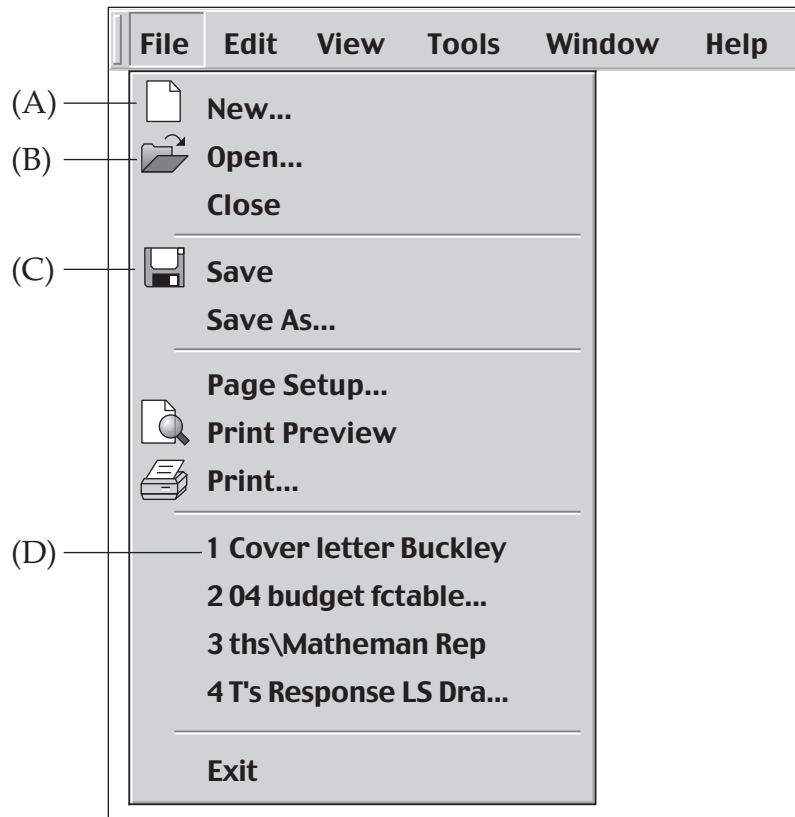 File Edit View Tools Window Help
(A) New...
(B) Open...
Close
(C) Save
Save As...
Page Setup...
Print Preview
Print...
(D) 1 Cover letter Buckley
2 04 budget fctable...
3 ths\Matheman Rep
4 T's Response LS Dra...
Exit